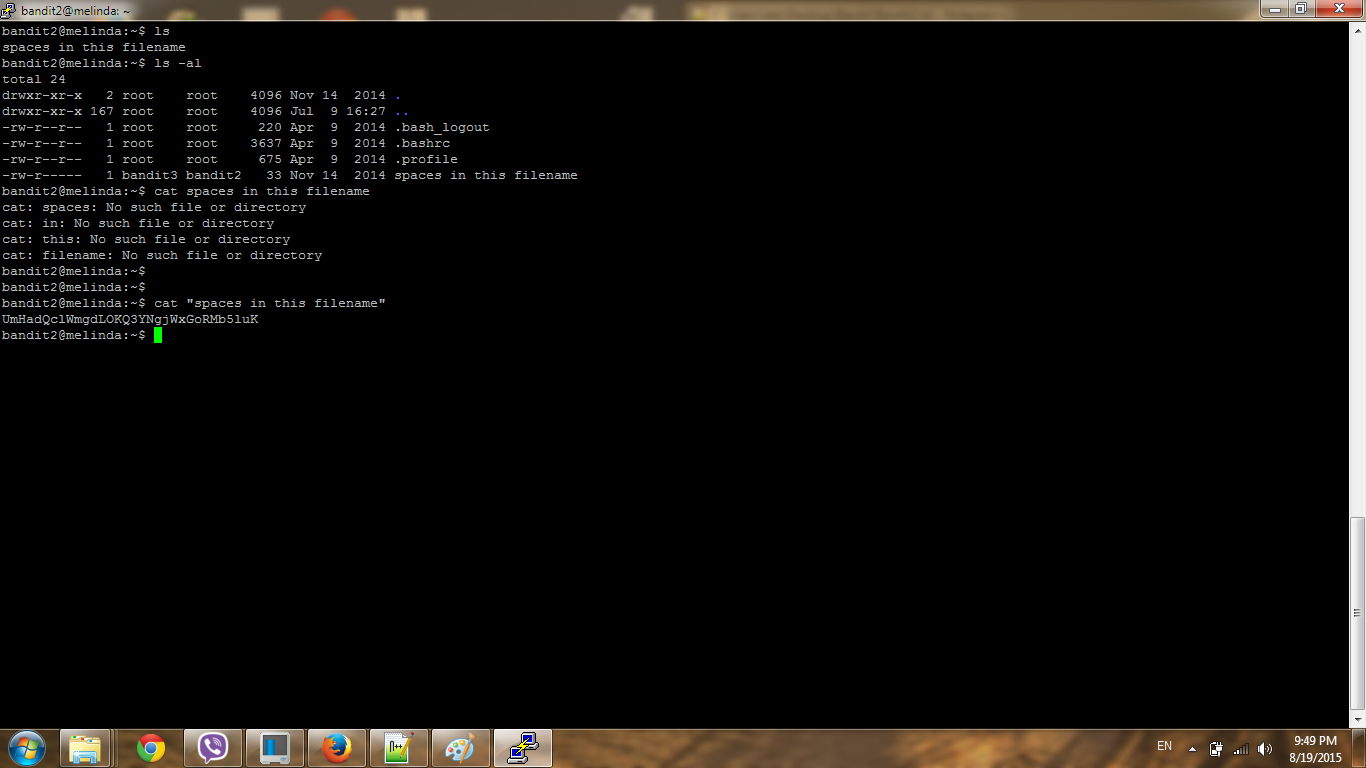 bandit2@melinda: ~
bandit2@melinda:~$ ls
spaces in this filename
bandit2@melinda:~$ ls -al
total 24
drwxr-xr-x   2 root    root    4096 Nov 14  2014 .
drwxr-xr-x 167 root    root    4096 Jul  9 16:27 ..
-rw-r--r--   1 root    root     220 Apr  9  2014 .bash_logout
-rw-r--r--   1 root    root    3637 Apr  9  2014 .bashrc
-rw-r--r--   1 root    root     675 Apr  9  2014 .profile
-rw-r-----   1 bandit3 bandit2   33 Nov 14  2014 spaces in this filename
bandit2@melinda:~$ cat spaces in this filename
cat: spaces: No such file or directory
cat: in: No such file or directory
cat: this: No such file or directory
cat: filename: No such file or directory
bandit2@melinda:~$
bandit2@melinda:~$
bandit2@melinda:~$ cat "spaces in this filename"
UmHadQclWmgdLOKQ3YNgjWxGoRMb5luK
bandit2@melinda:~$
EN
9:49 PM
8/19/2015